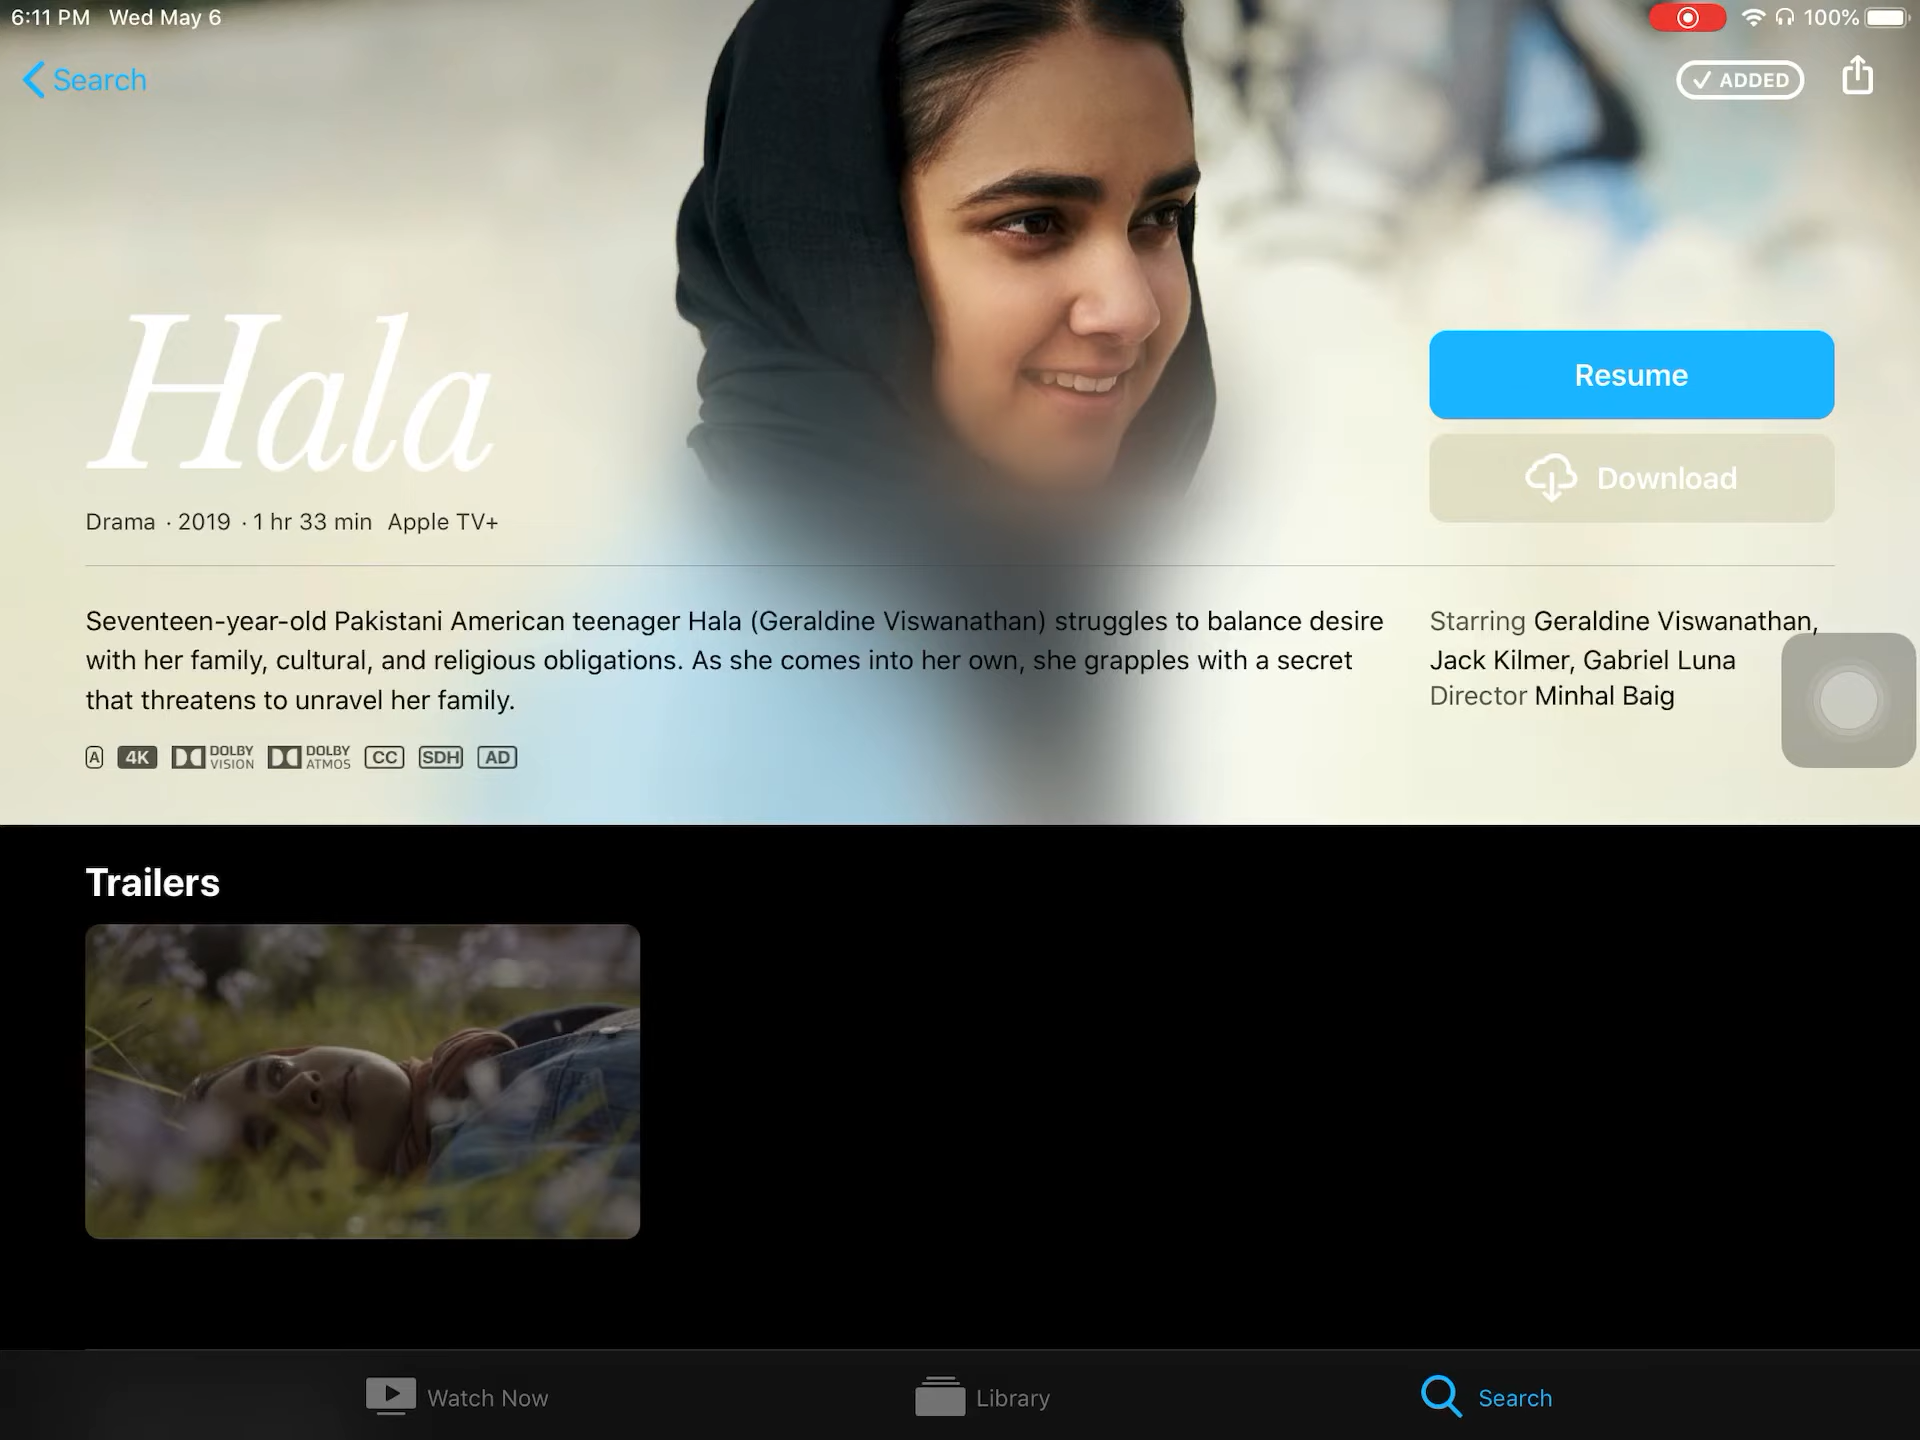 6:11 PM Wed May 6
100%
Search
✓ ADDED
Hala
Resume
Download
Drama · 2019 · 1 hr 33 min Apple TV+
Seventeen-year-old Pakistani American teenager Hala (Geraldine Viswanathan) struggles to balance desire
with her family, cultural, and religious obligations. As she comes into her own, she grapples with a secret
that threatens to unravel her family.
Starring Geraldine Viswanathan,
Jack Kilmer, Gabriel Luna
Director Minhal Baig
A 4K DOLBY VISION DOLBY ATMOS CC SDH AD
Trailers
Watch Now
Library
Search